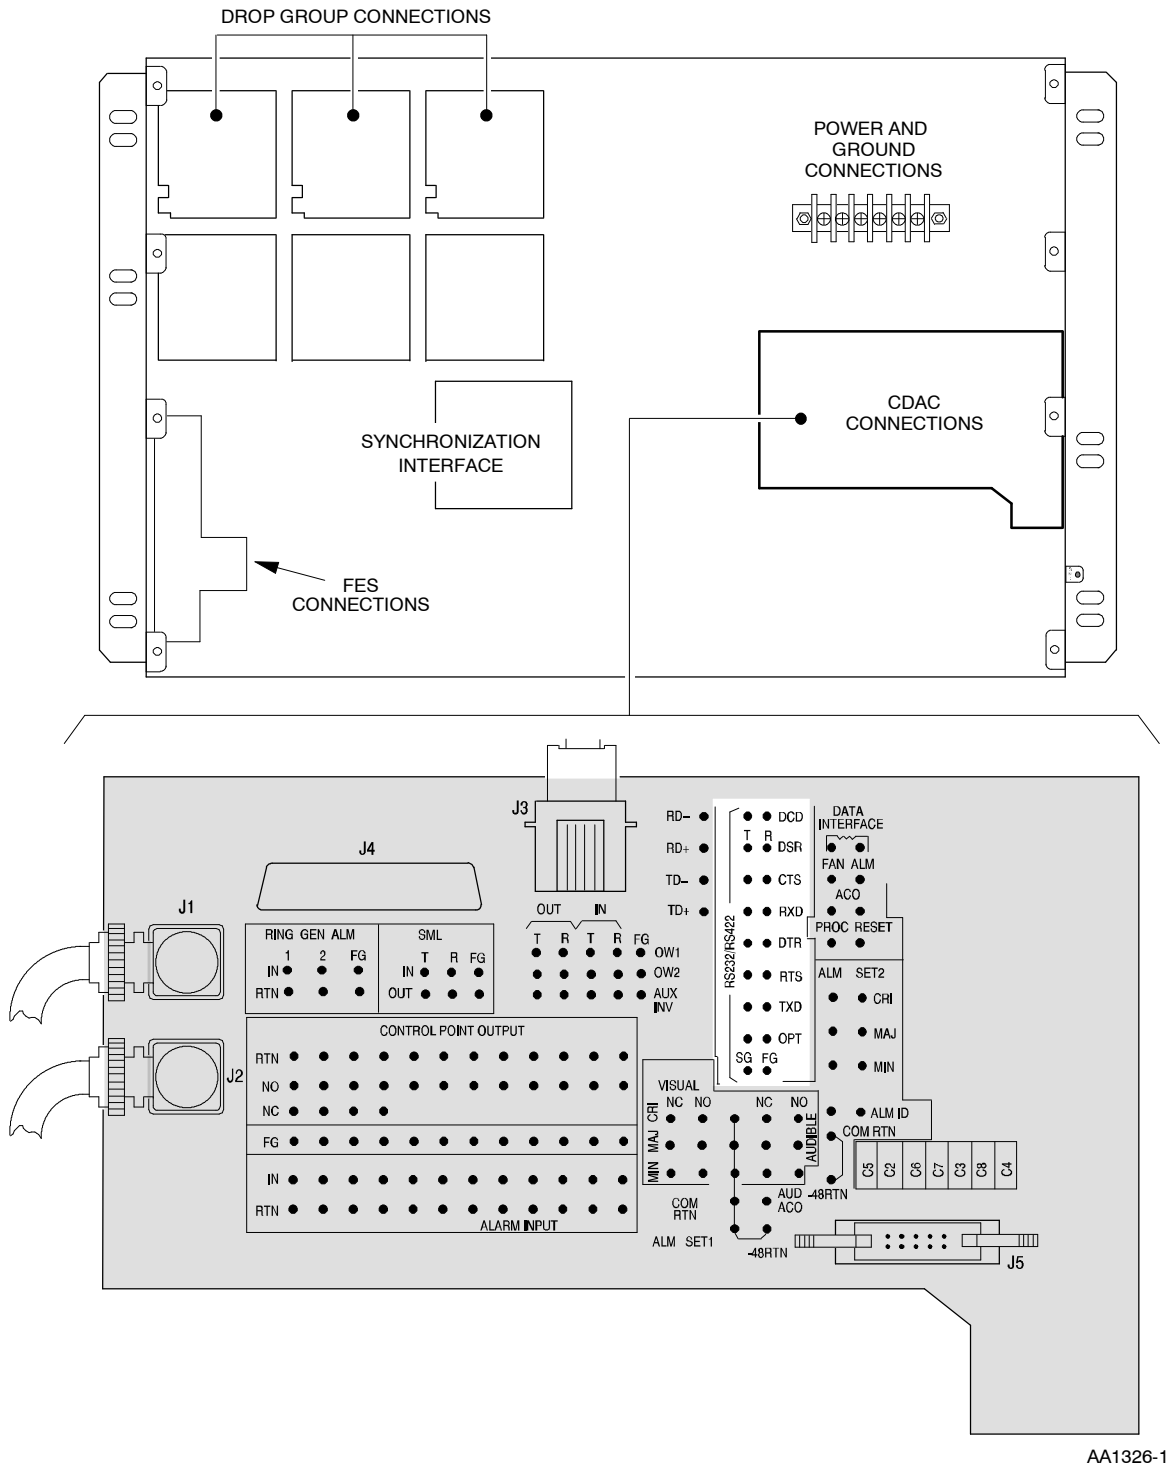 DROP GROUP CONNECTIONS
POWER AND
GROUND
CONNECTIONS
CDAC
CONNECTIONS
SYNCHRONIZATION
INTERFACE
FES
CONNECTIONS
J3
J4
J1
J2
RD–
RD+
TD–
TD+
RS232/RS422
T R
DCD
DSR
CTS
RXD
DTR
RTS
TXD
OPT
SG FG
DATA
INTERFACE
FAN ALM
ACO
PROC RESET
ALM SET2
CRI
MAJ
MIN
ALM ID
COM RTN
-48RTN
RING GEN ALM
1 2 FG
IN
RTN
SML
T R FG
IN
OUT
OUT IN
T R T R FG
OW1
OW2
AUX
INV
CONTROL POINT OUTPUT
RTN
NO
NC
FG
IN
RTN
ALARM INPUT
VISUAL
NC NO NC NO
CRI
MAJ
MIN
AUDIBLE
COM
RTN
AUD
ACO
ALM SET1
-48RTN
C5 C2 C6 C7 C3 C8 C4
J5
AA1326-1